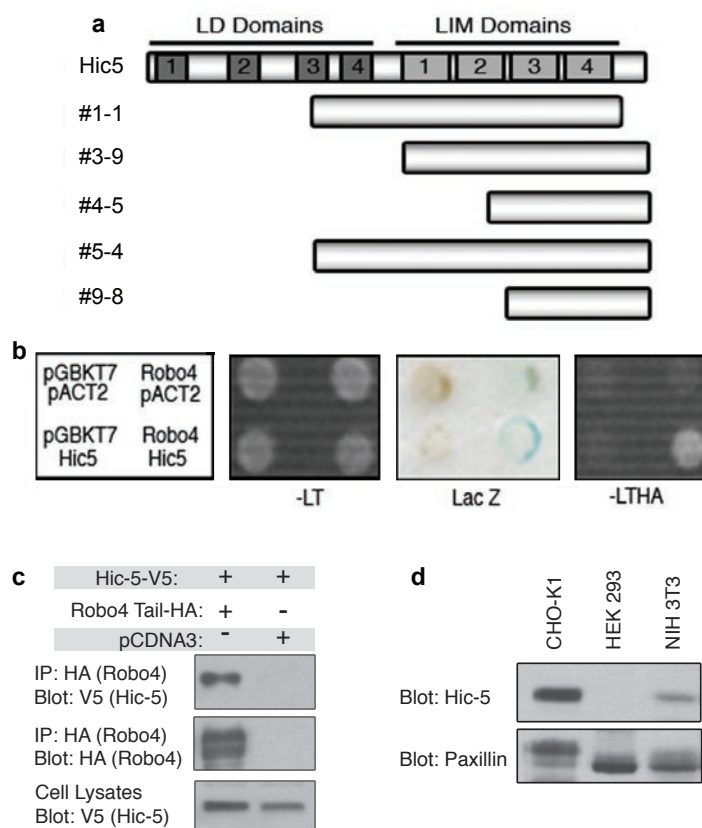 a
LD Domains LIM Domains
Hic5 1 2 3 4 1 2 3 4
#1-1
#3-9
#4-5
#5-4
#9-8
b
pGBKT7 Robo4
pACT2 pACT2
pGBKT7 Robo4
Hic5 Hic5
-LT Lac Z -LTHA
c
Hic-5-V5: + +
Robo4 Tail-HA: + -
pCDNA3: - +
IP: HA (Robo4)
Blot: V5 (Hic-5)
IP: HA (Robo4)
Blot: HA (Robo4)
Cell Lysates
Blot: V5 (Hic-5)
d
CHO-K1 HEK 293 NIH 3T3
Blot: Hic-5
Blot: Paxillin